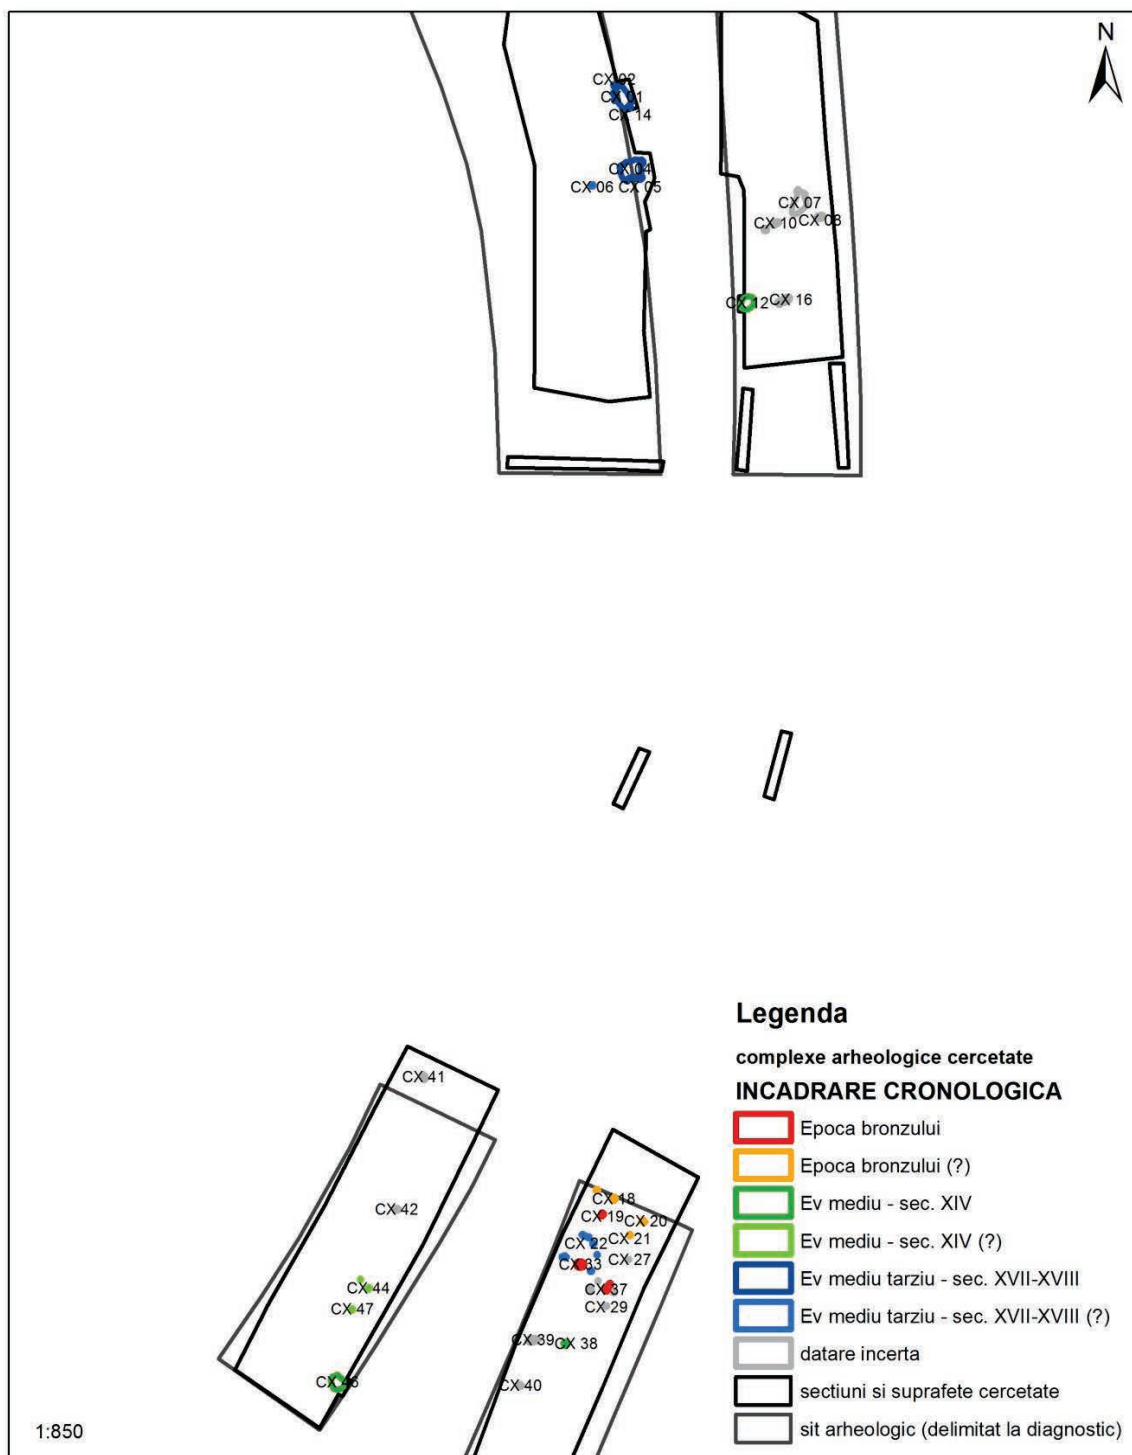 N
CX 02
CX 01
CX 14
CX 04
CX 06
CX 05
CX 07
CX 10
CX 08
CX 12
CX 16
CX 41
CX 42
CX 44
CX 47
CX 46
CX 18
CX 19
CX 20
CX 21
CX 22
CX 27
CX 33
CX 37
CX 29
CX 39
CX 38
CX 40
Legenda
complexe arheologice cercetate
INCADRARE CRONOLOGICA
Epoca bronzului
Epoca bronzului (?)
Ev mediu - sec. XIV
Ev mediu - sec. XIV (?)
Ev mediu tarziu - sec. XVII-XVIII
Ev mediu tarziu - sec. XVII-XVIII (?)
datare incerta
sectiuni si suprafete cercetate
sit arheologic (delimitat la diagnostic)
1:850